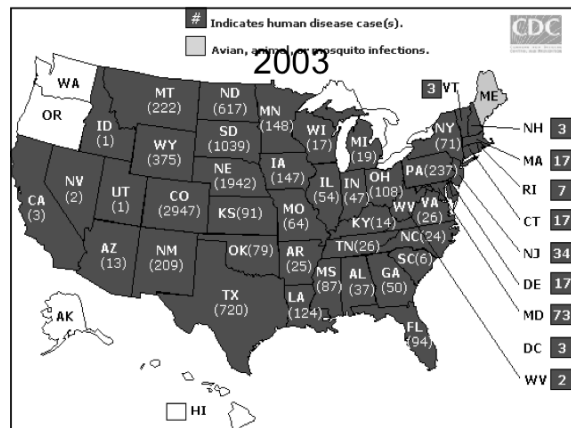 # Indicates human disease case(s).
Avian, animal, or mosquito infections.
2003
CDC
WA
OR
MT
(222)
ND
(617)
MN
(148)
ID
(1)
WY
(375)
SD
(1039)
WI
(17)
MI
(19)
3 VT
ME
NY
(71)
NH 3
MA 17
RI 7
CT 17
NJ 34
DE 17
MD 73
DC 3
WV 2
CA
(3)
NV
(2)
UT
(1)
CO
(2947)
NE
(1942)
IA
(147)
IL
(54)
IN
(47)
OH
(108)
PA(237)
KS(91)
MO
(64)
KY(14)
WV
VA
(26)
AZ
(13)
NM
(209)
OK(79)
AR
(25)
TN(26)
NC(24)
SC(6)
TX
(720)
LA
(124)
MS
(87)
AL
(37)
GA
(50)
FL
(94)
AK
HI